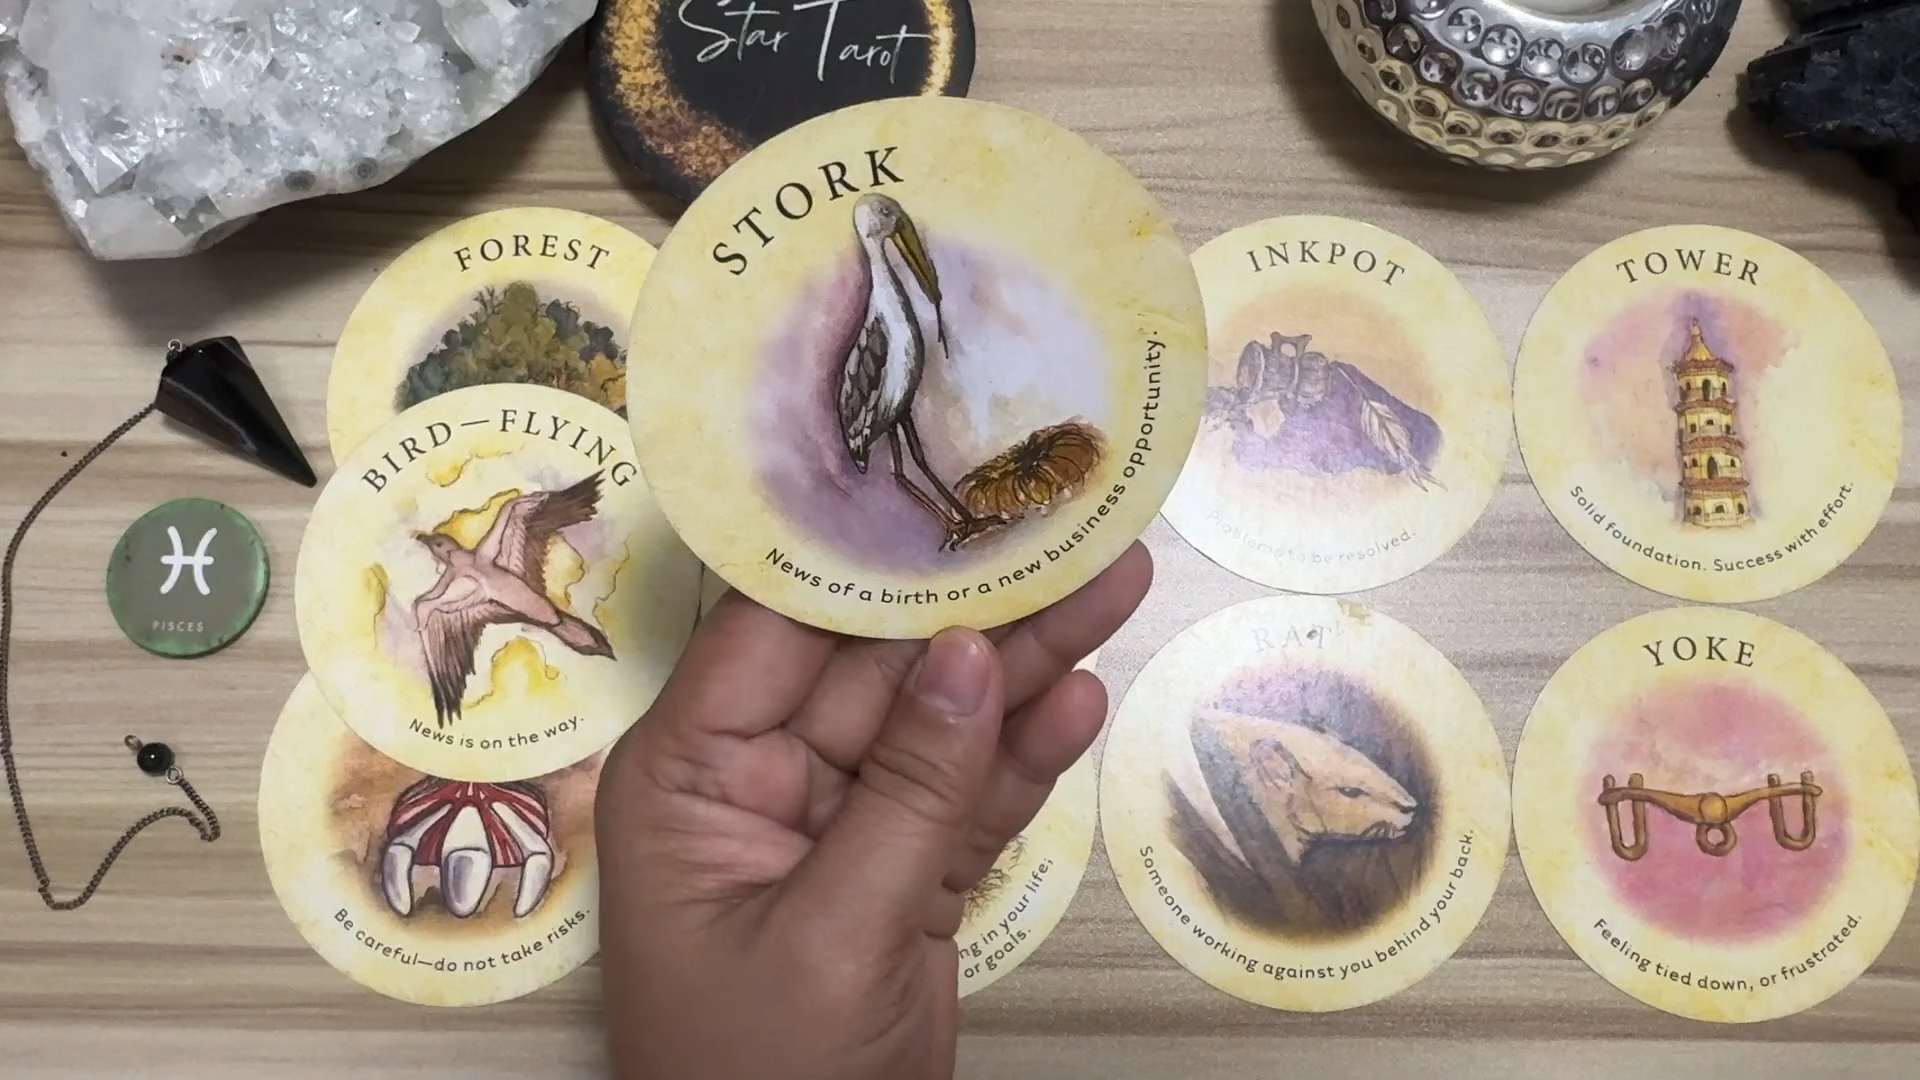 Star Tarot
STORK
News of a birth or a new business opportunity.
FOREST
INKPOT
Problems to be resolved.
TOWER
Solid foundation. Success with effort.
BIRD—FLYING
News is on the way.
PISCES
Be careful—do not take risks.
ng in your life;
or goals.
RAT
Someone working against you behind your back.
YOKE
Feeling tied down, or frustrated.